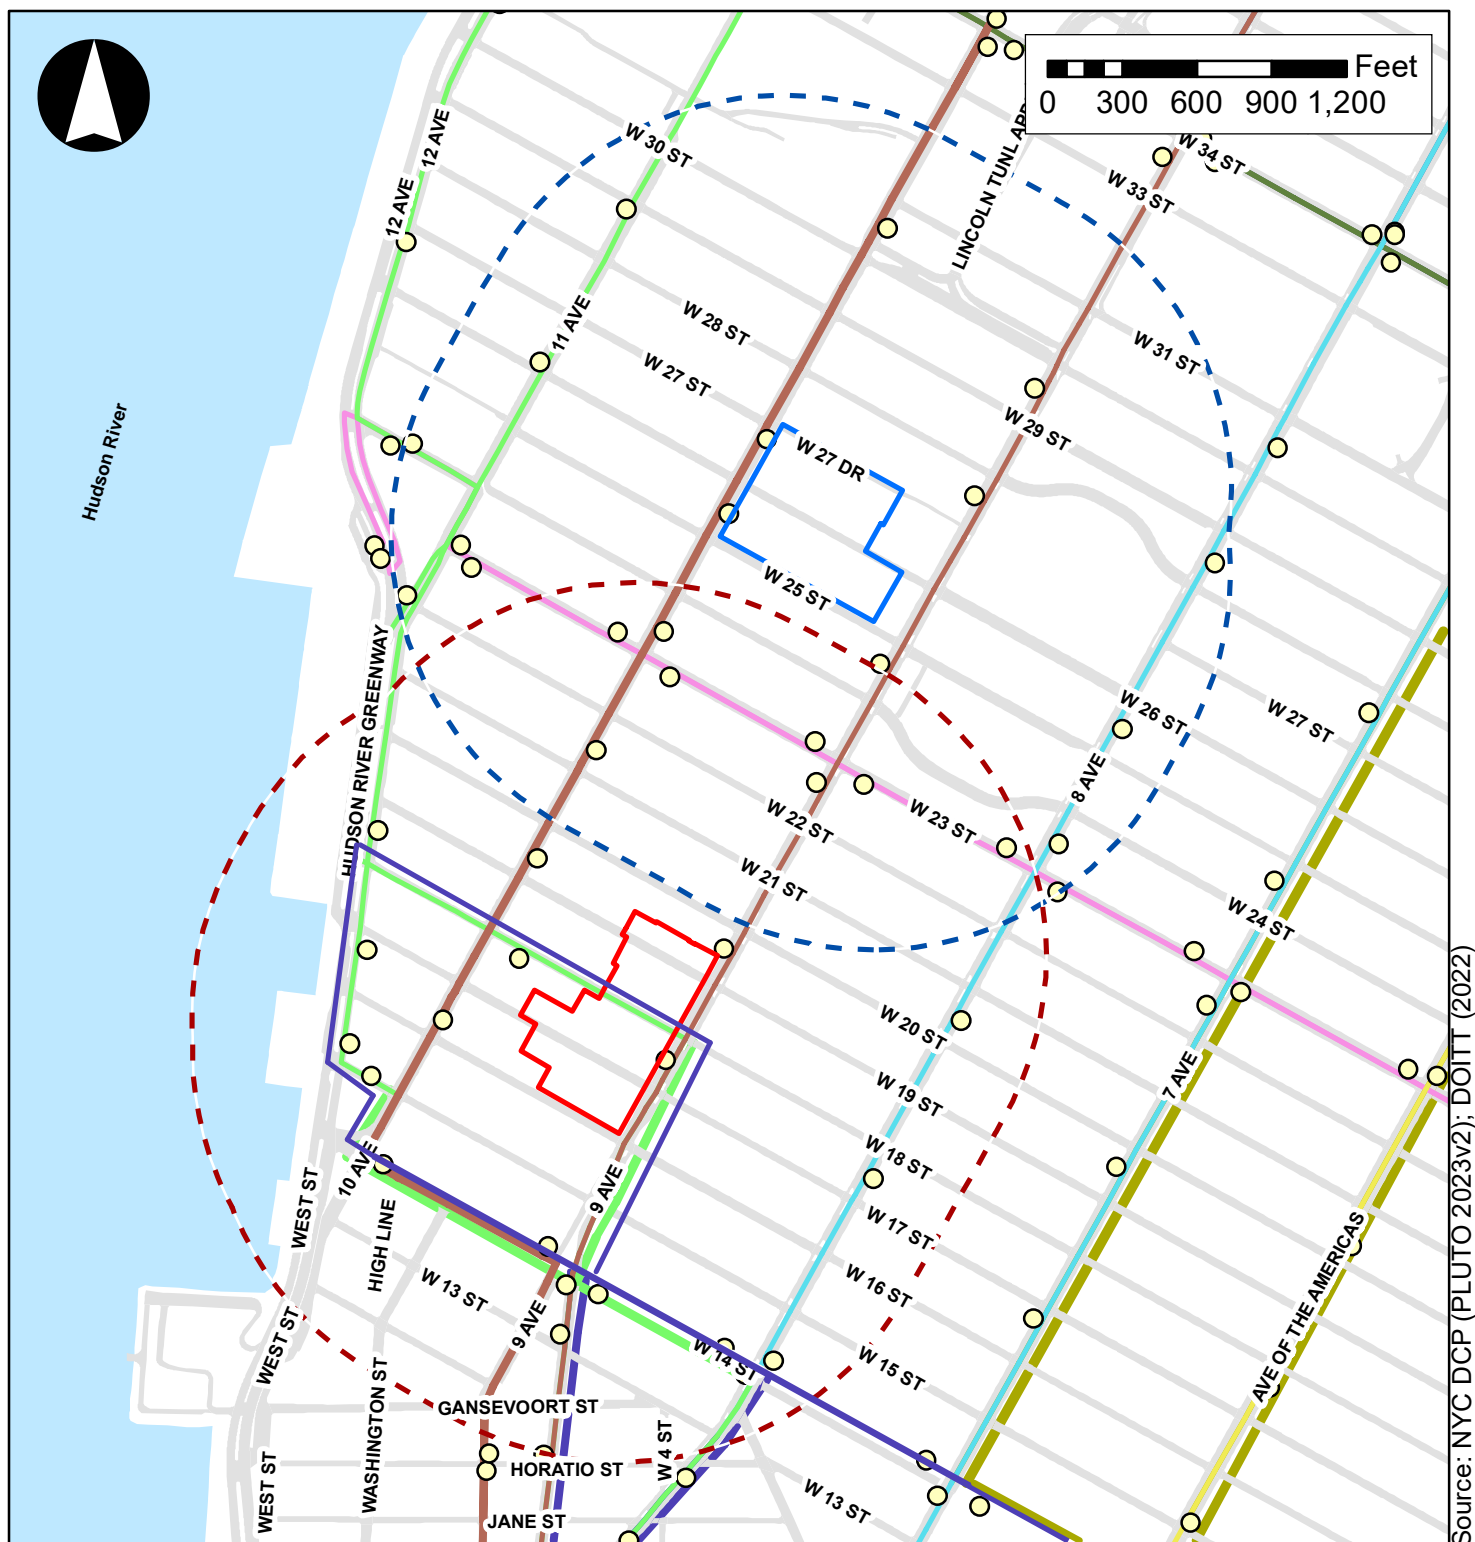 Feet
0 300 600 900 1,200
12 AVE
W 30 ST
LINCOLN TUNL APP
W 34 ST
W 33 ST
12 AVE
11 AVE
W 28 ST
W 31 ST
W 27 ST
W 29 ST
Hudson River
W 27 DR
W 25 ST
HUDSON RIVER GREENWAY
W 26 ST
W 27 ST
8 AVE
W 22 ST
W 23 ST
W 21 ST
W 24 ST
W 20 ST
7 AVE
W 19 ST
W 18 ST
10 AVE
9 AVE
WEST ST
W 17 ST
HIGH LINE
W 13 ST
W 16 ST
9 AVE
AVE OF THE AMERICAS
WEST ST
W 14 ST
W 15 ST
GANSEVOORT ST
WASHINGTON ST
W 4 ST
HORATIO ST
WEST ST
W 13 ST
JANE ST
Source: NYC DCP (PLUTO 2023v2); DOITT (2022)